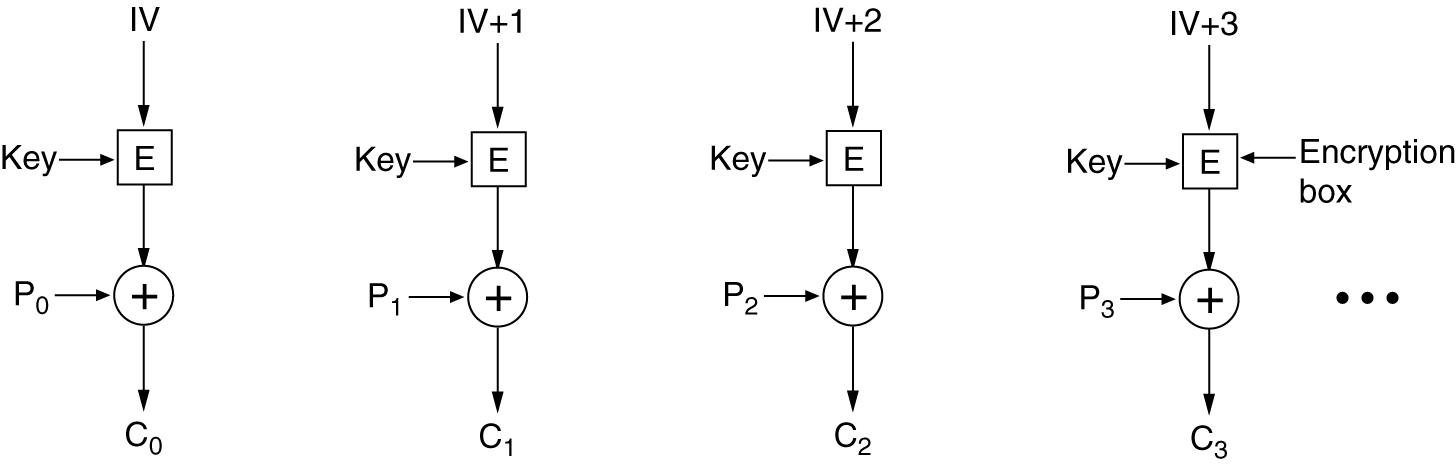 IV IV+1 IV+2 IV+3
Key E Key E Key E Key E Encryption
box
P0 + P1 + P2 + P3 + •••
C0 C1 C2 C3